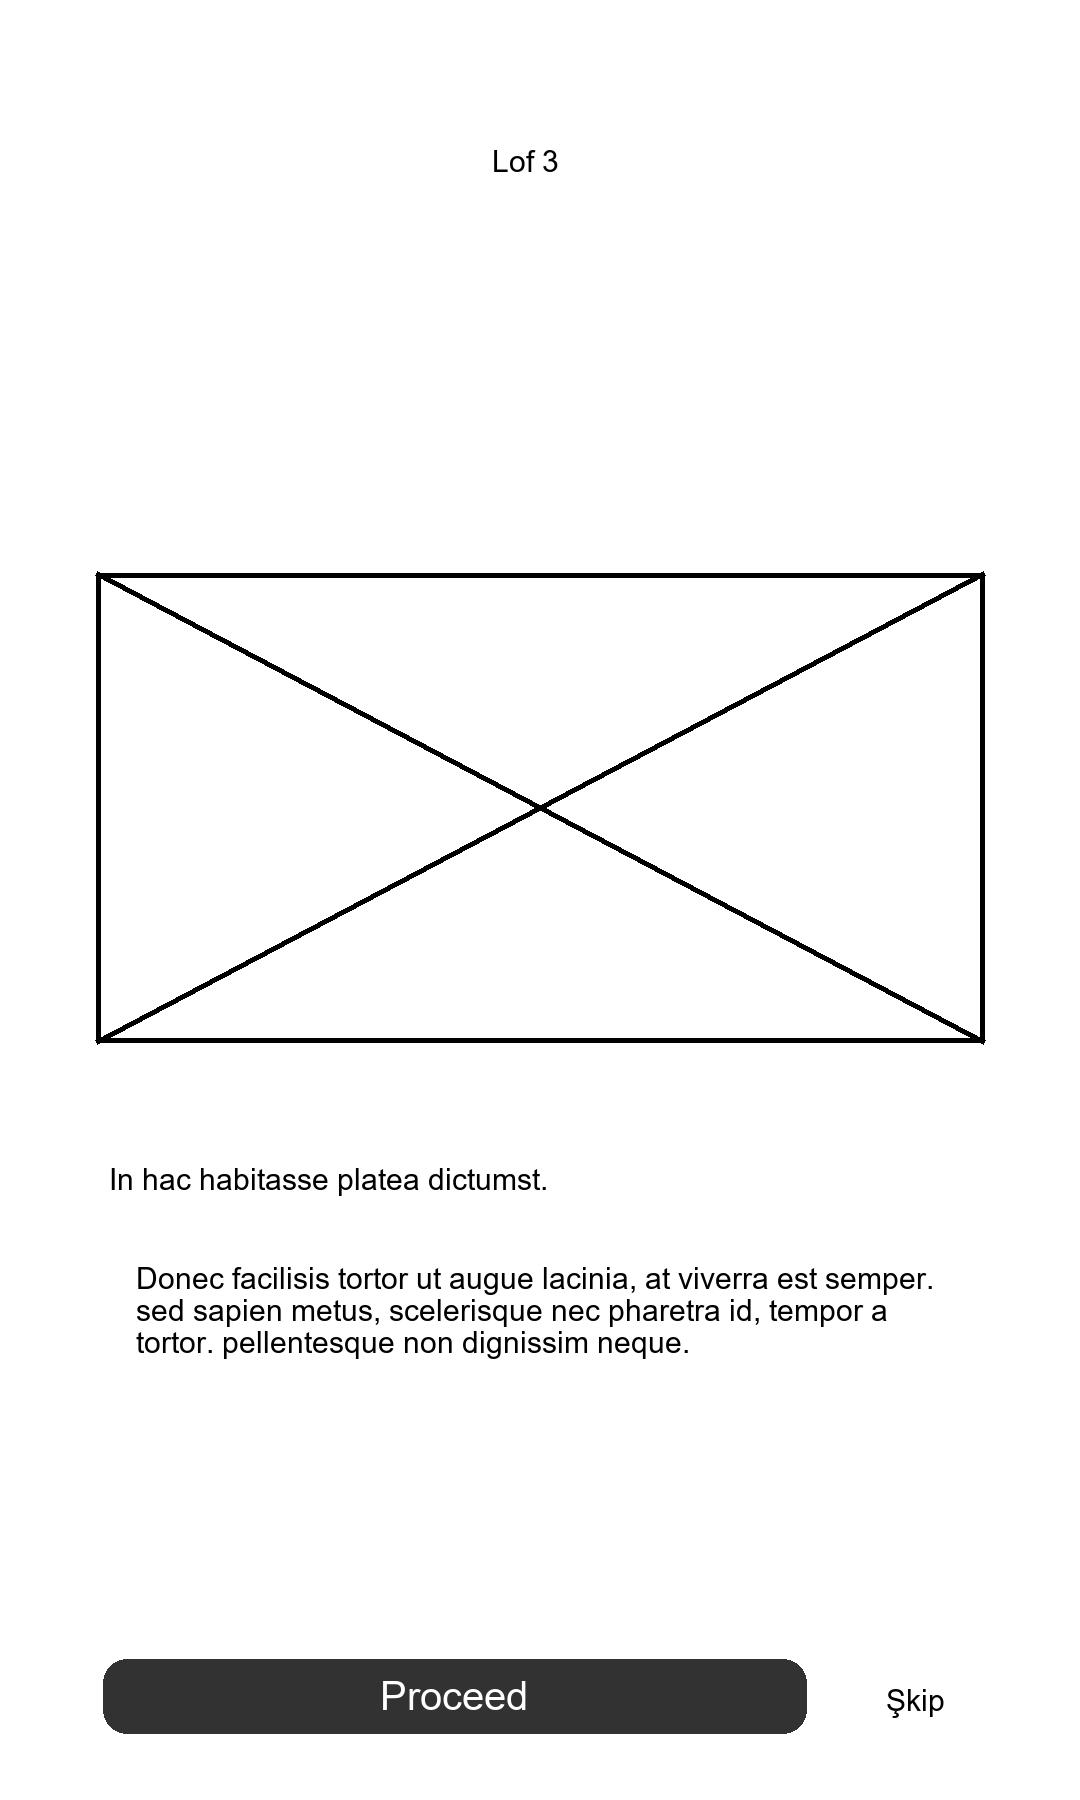 Lof 3
In hac habitasse platea dictumst.
Donec facilisis tortor ut augue lacinia, at viverra est semper.
sed sapien metus, scelerisque nec pharetra id, tempor a
tortor. pellentesque non dignissim neque.
Proceed
Şkip